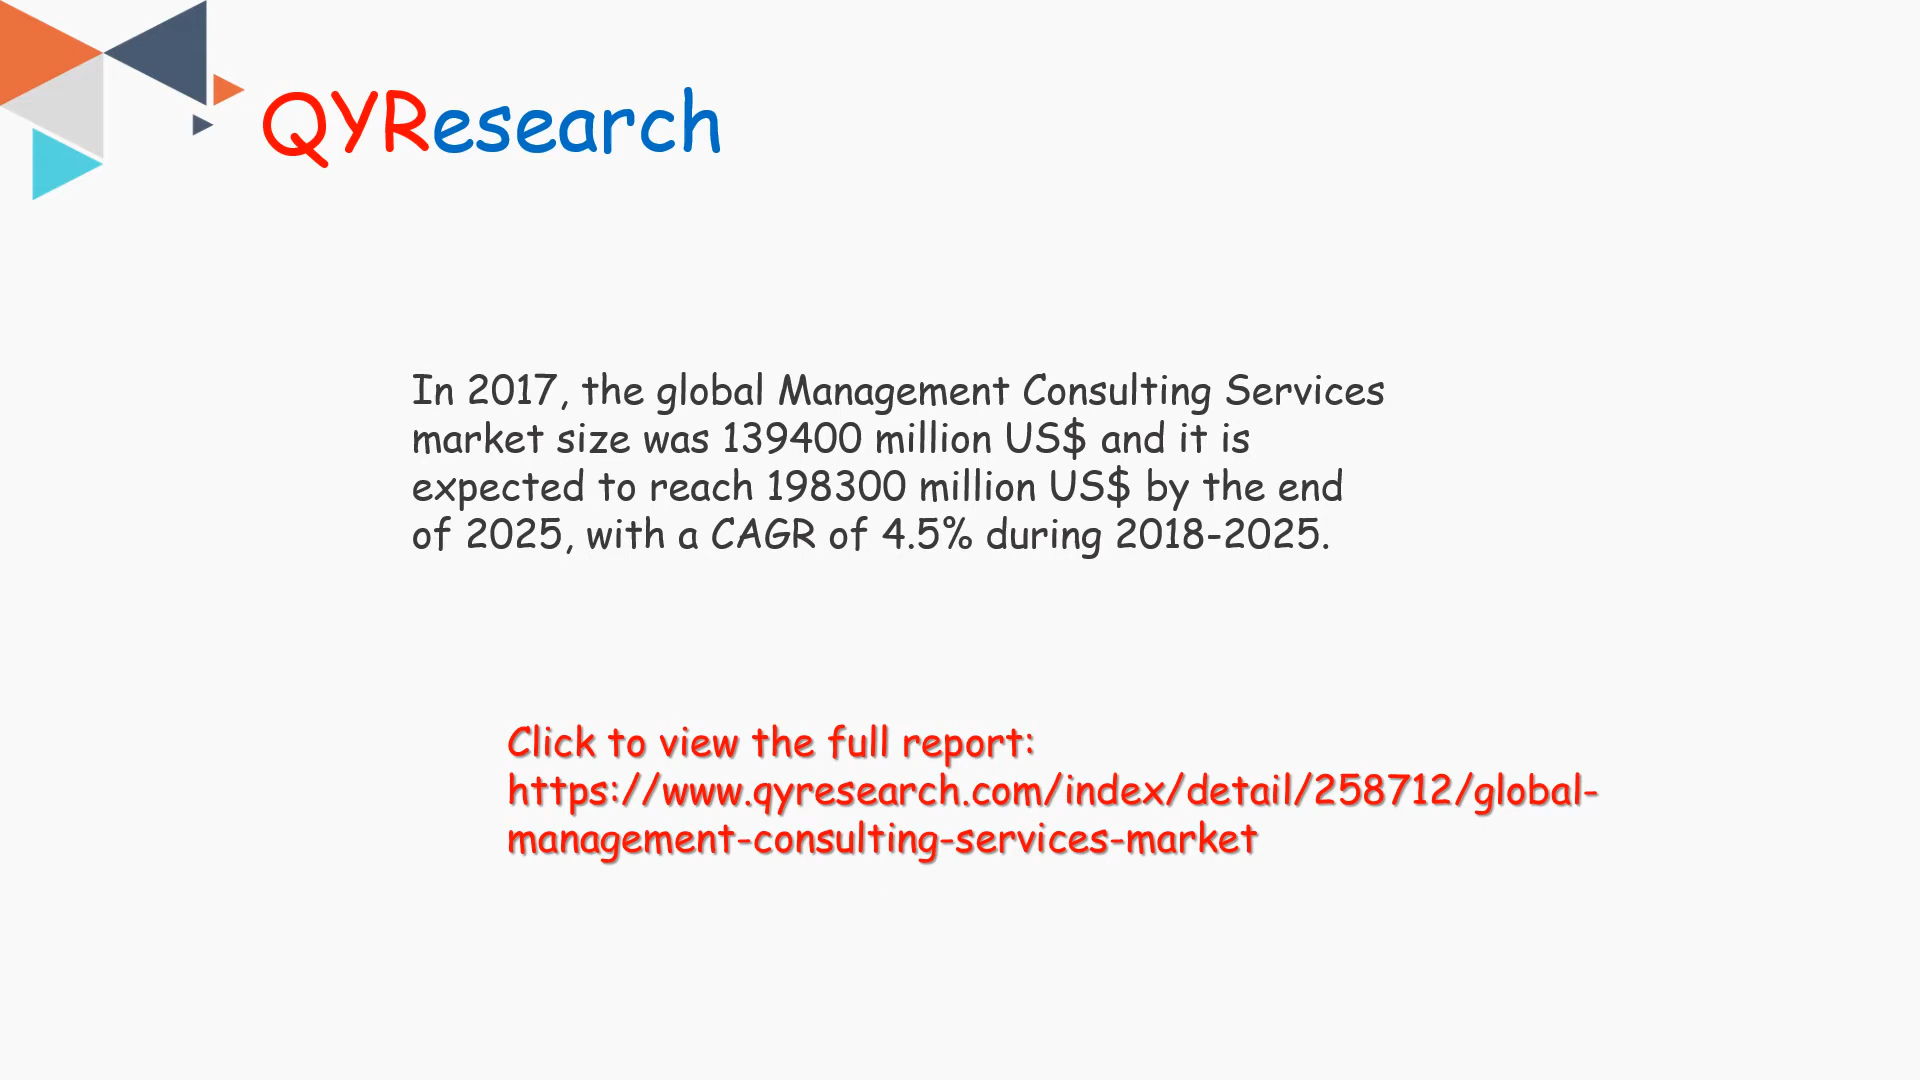 QYResearch
In 2017, the global Management Consulting Services
market size was 139400 million US$ and it is
expected to reach 198300 million US$ by the end
of 2025, with a CAGR of 4.5% during 2018-2025.
Click to view the full report:
https://www.qyresearch.com/index/detail/258712/global-
management-consulting-services-market